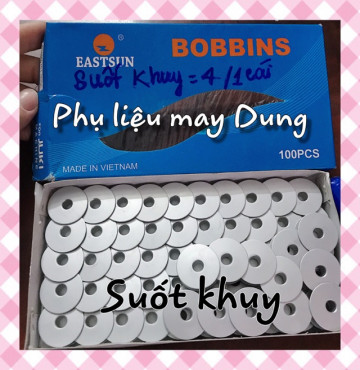 EASTSUN
BOBBINS
Suốt Khuy = 4/1 cái
Phụ liệu may Dung
100PCS
MADE IN VIETNAM
Suốt khuy